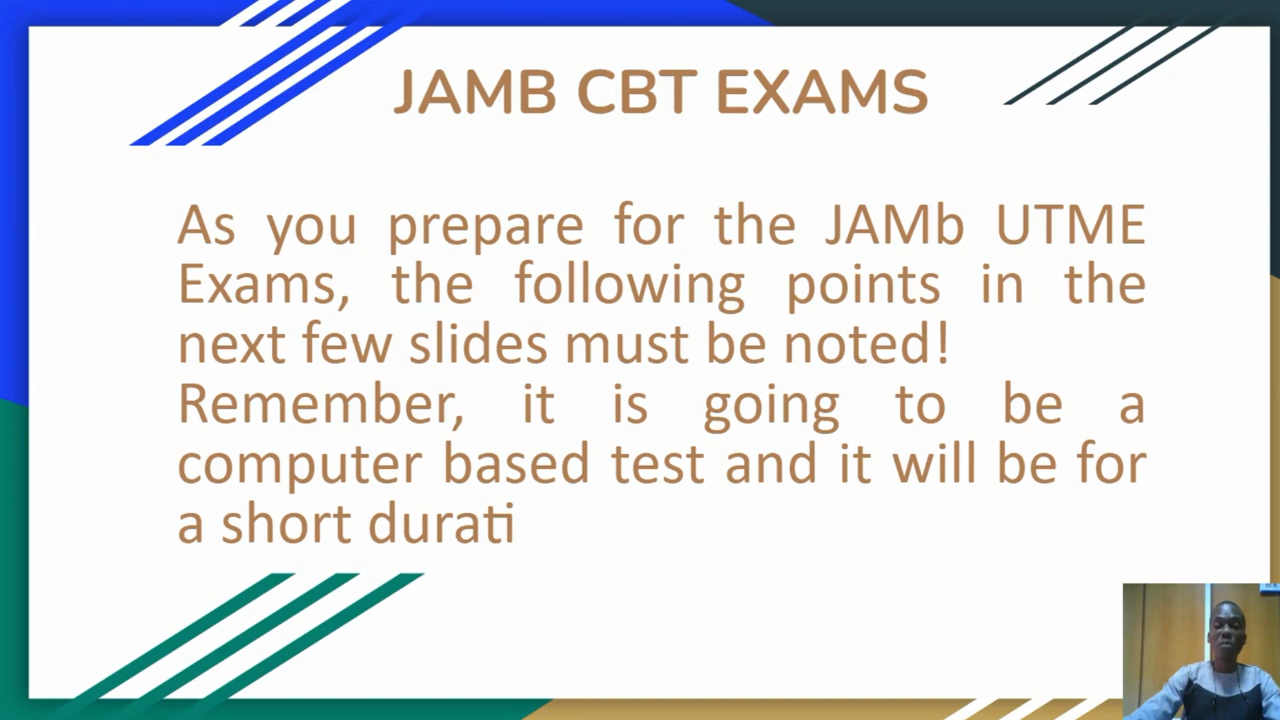 JAMB CBT EXAMS
As you prepare for the JAMb UTME
Exams, the following points in the
next few slides must be noted!
Remember, it is going to be a
computer based test and it will be for
a short durati